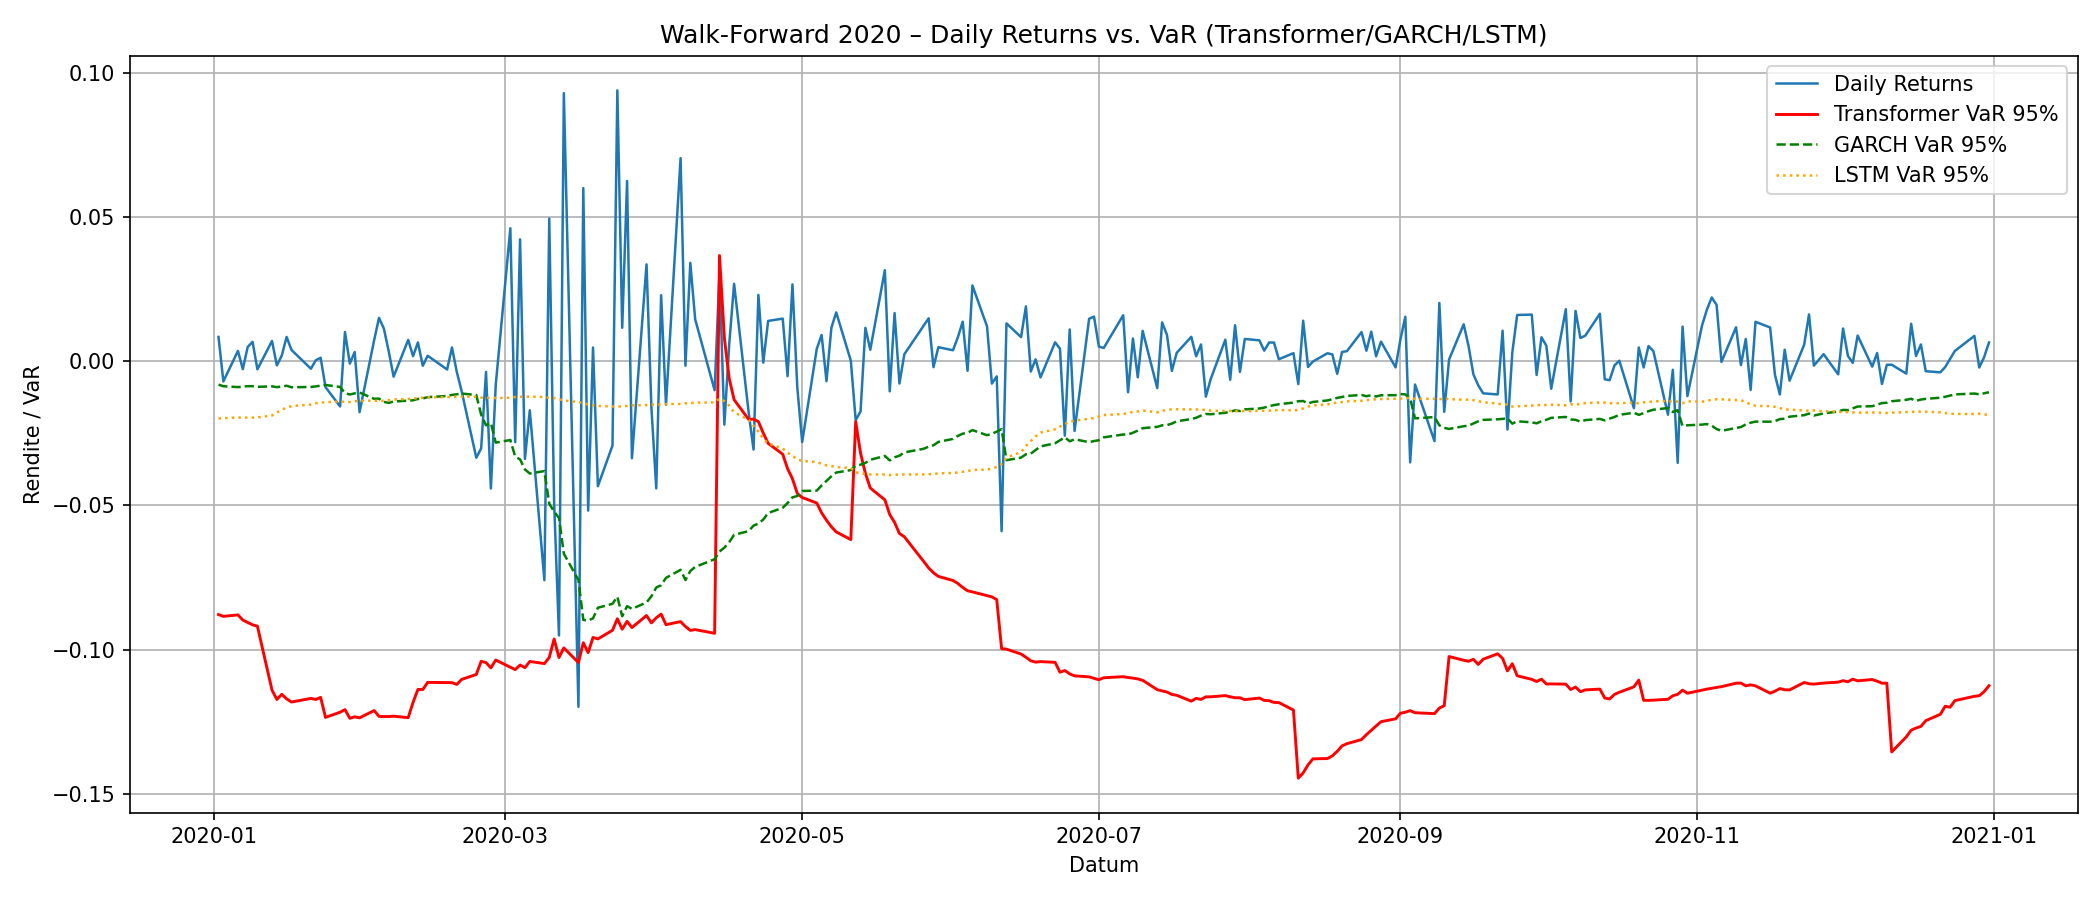 Walk-Forward 2020 – Daily Returns vs. VaR (Transformer/GARCH/LSTM)
Daily Returns
Transformer VaR 95%
GARCH VaR 95%
LSTM VaR 95%
0.10
0.05
0.00
−0.05
−0.10
−0.15
Rendite / VaR
2020-01
2020-03
2020-05
2020-07
2020-09
2020-11
2021-01
Datum